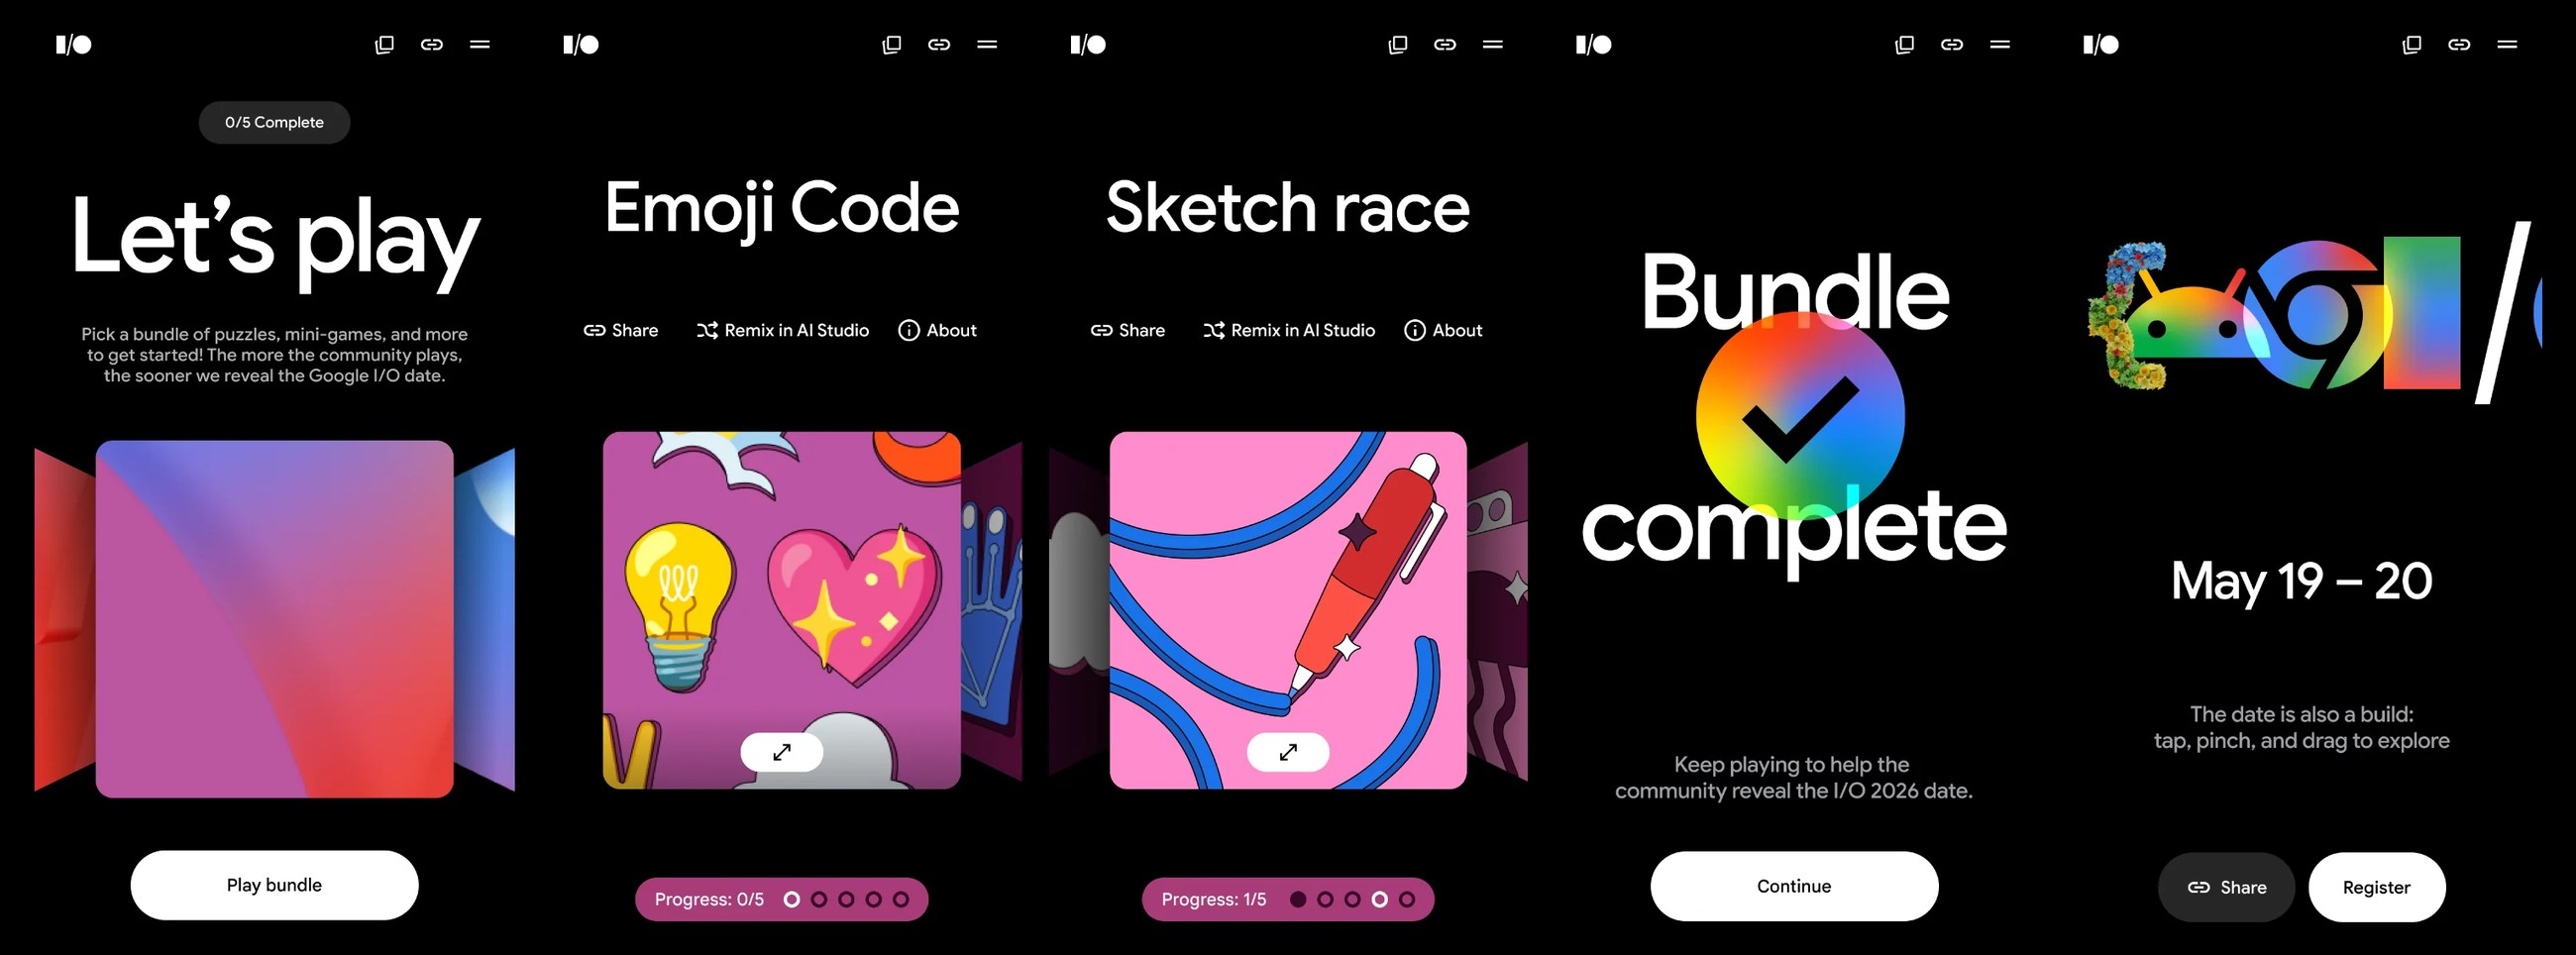 I/O
0/5 Complete
Let’s play
Pick a bundle of puzzles, mini-games, and more
to get started! The more the community plays,
the sooner we reveal the Google I/O date.
Play bundle
I/O
Emoji Code
Share
Remix in AI Studio
About
Progress: 0/5
I/O
Sketch race
Share
Remix in AI Studio
About
Progress: 1/5
I/O
Bundle
complete
Keep playing to help the
community reveal the I/O 2026 date.
Continue
I/O
I/
May 19 – 20
The date is also a build:
tap, pinch, and drag to explore
Share
Register